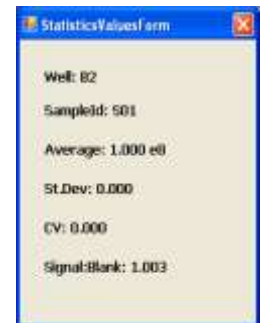 StatisticsValuesForm
Well: B2
SampleId: S01
Average: 1.000 e0
St.Dev: 0.000
CV: 0.000
Signal:Blank: 1.003